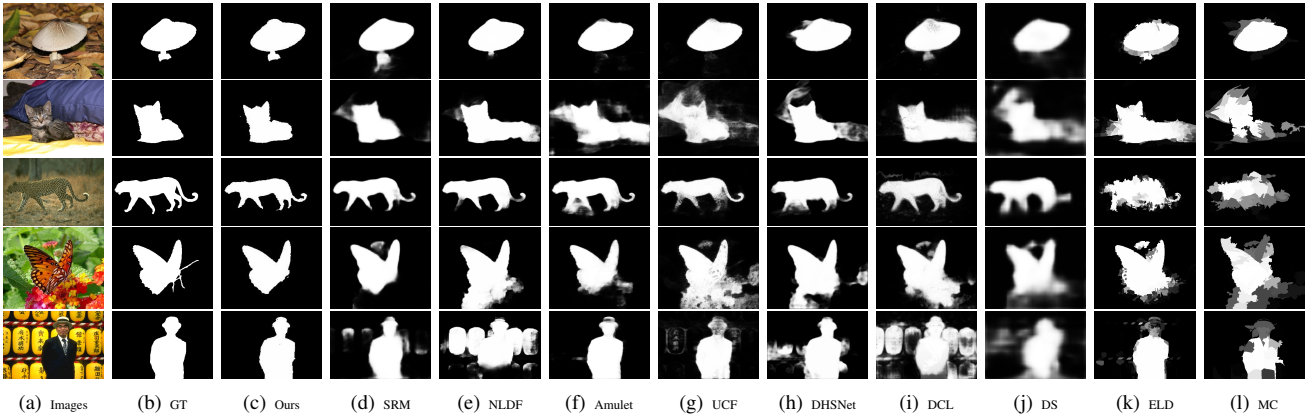 (a) Images (b) GT (c) Ours (d) SRM (e) NLDF (f) Amulet (g) UCF (h) DHSNet (i) DCL (j) DS (k) ELD (l) MC